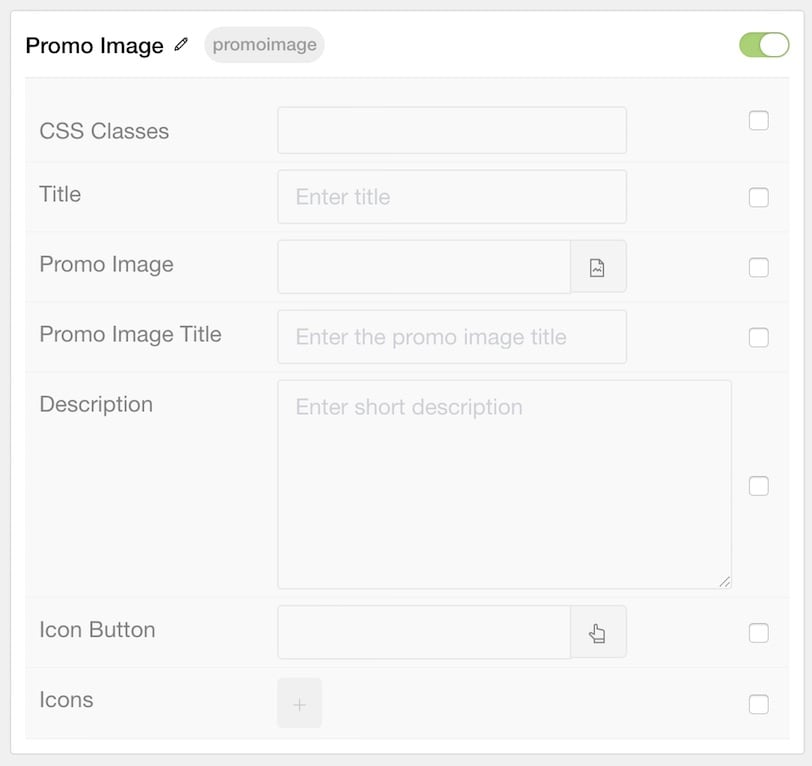 Promo Image promoimage
CSS Classes
Title Enter title
Promo Image
Promo Image Title Enter the promo image title
Description Enter short description
Icon Button
Icons +